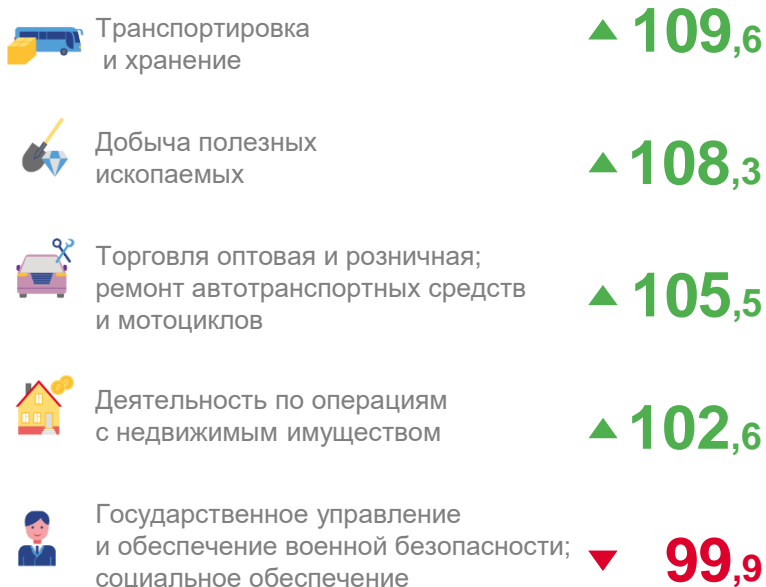 Транспортировка
и хранение
▲ 109,6
Добыча полезных
ископаемых
▲ 108,3
Торговля оптовая и розничная;
ремонт автотранспортных средств
и мотоциклов
▲ 105,5
Деятельность по операциям
с недвижимым имуществом
▲ 102,6
Государственное управление
и обеспечение военной безопасности;
социальное обеспечение
▼ 99,9